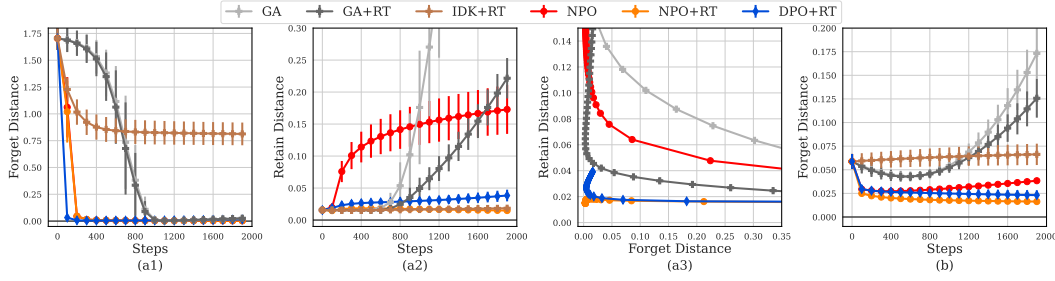 GA GA+RT IDK+RT NPO NPO+RT DPO+RT
Forget Distance
1.75
1.50
1.25
1.00
0.75
0.50
0.25
0.00
0 400 800 1200 1600 2000
Steps
(a1)
Retain Distance
0.30
0.25
0.20
0.15
0.10
0.05
0.00
0 400 800 1200 1600 2000
Steps
(a2)
Retain Distance
0.14
0.12
0.10
0.08
0.06
0.04
0.02
0.00
0.00 0.05 0.10 0.15 0.20 0.25 0.30 0.35
Forget Distance
(a3)
0.200
0.175
0.150
0.125
0.100
0.075
0.050
0.025
0.000
0 400 800 1200 1600 2000
Steps
(b)